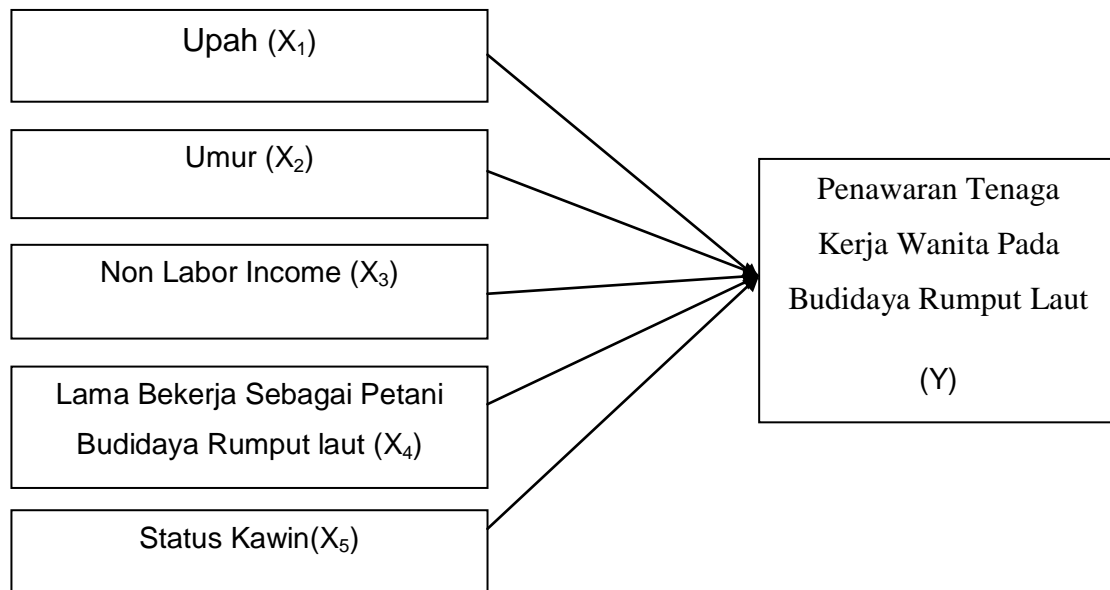 Upah (X₁)
Umur (X₂)
Non Labor Income (X₃)
Lama Bekerja Sebagai Petani
Budidaya Rumput laut (X₄)
Status Kawin(X₅)
Penawaran Tenaga
Kerja Wanita Pada
Budidaya Rumput Laut
(Y)